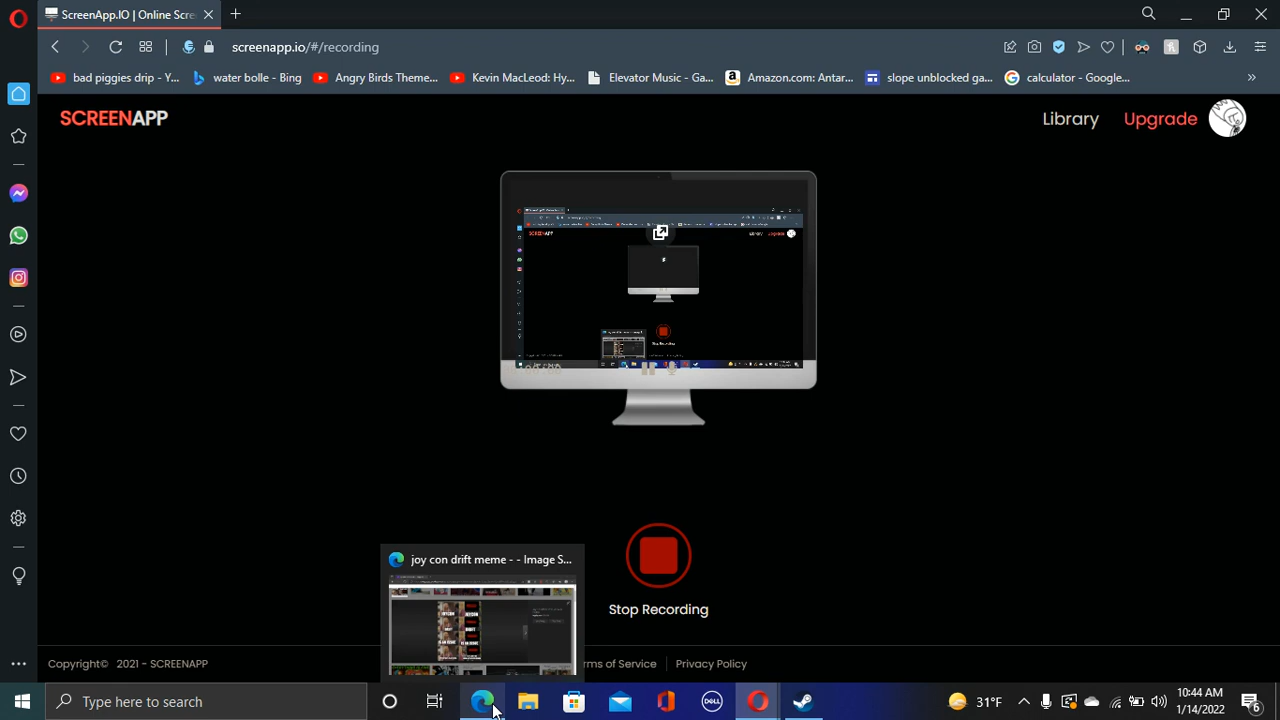 ScreenApp.IO | Online Scre
screenapp.io/#/recording
bad piggies drip - Y...
water bolle - Bing
Angry Birds Theme...
Kevin MacLeod: Hy...
Elevator Music - Ga...
Amazon.com: Antar...
slope unblocked ga...
calculator - Google...
SCREENAPP
Library
Upgrade
joy con drift meme - - Image S...
Stop Recording
Copyright© 2021 - SCREENAPP
rms of Service
Privacy Policy
Type here to search
DELL
31°F
10:44 AM
1/14/2022
6